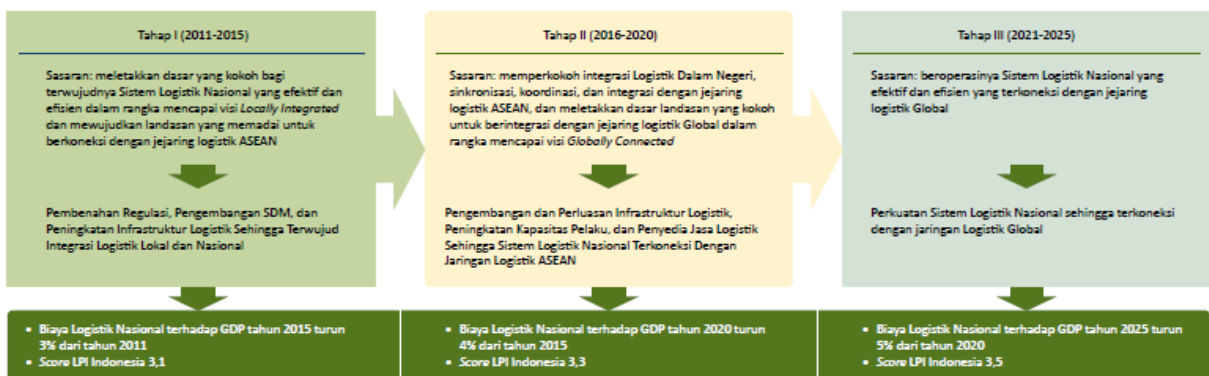 Tahap I (2011-2015)
Sasaran: meletakkan dasar yang kokoh bagi
terwujudnya Sistem Logistik Nasional yang efektif dan
efisien dalam rangka mencapai visi Locally Integrated
dan mewujudkan landasan yang memadai untuk
berkoneksi dengan jejaring logistik ASEAN
Pembenahan Regulasi, Pengembangan SDM, dan
Peningkatan Infrastruktur Logistik Sehingga Terwujud
Integrasi Logistik Lokal dan Nasional
• Biaya Logistik Nasional terhadap GDP tahun 2015 turun
3% dari tahun 2011
• Score LPI Indonesia 3,1
Tahap II (2016-2020)
Sasaran: memperkokoh integrasi Logistik Dalam Negeri,
sinkronisasi, koordinasi, dan integrasi dengan jejaring
logistik ASEAN, dan meletakkan dasar landasan yang kokoh
untuk berintegrasi dengan jejaring logistik Global dalam
rangka mencapai visi Globally Connected
Pengembangan dan Perluasan Infrastruktur Logistik,
Peningkatan Kapasitas Pelaku, dan Penyedia Jasa Logistik
Sehingga Sistem Logistik Nasional Terkoneksi Dengan
Jaringan Logistik ASEAN
• Biaya Logistik Nasional terhadap GDP tahun 2020 turun
4% dari tahun 2015
• Score LPI Indonesia 3,3
Tahap III (2021-2025)
Sasaran: beroperasinya Sistem Logistik Nasional yang
efektif dan efisien yang terkoneksi dengan jejaring
logistik Global
Perkuatan Sistem Logistik Nasional sehingga terkoneksi
dengan jaringan Logistik Global
• Biaya Logistik Nasional terhadap GDP tahun 2025 turun
5% dari tahun 2020
• Score LPI Indonesia 3,5